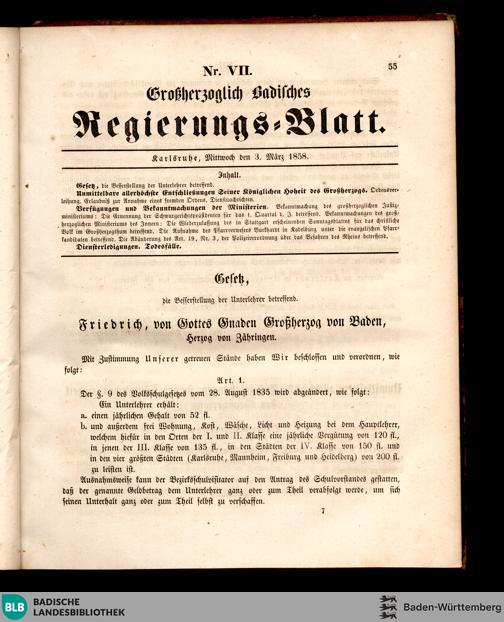 Nr. VII.
55
Großherzoglich Badisches
Regierungs-Blatt.
Karlsruhe, Mittwoch den 3. März 1858.
Inhalt.
Gesetz, die Besserstellung der Unterlehrer betreffend.
Unmittelbare allerhöchste Entschließungen Seiner Königlichen Hoheit des Großherzogs. Ordensver-
leihung. Erlaubniß zur Annahme eines fremden Ordens. Dienstnachrichten.
Verfügungen und Bekanntmachungen der Ministerien. Bekanntmachung des großherzoglichen Justiz-
ministeriums: Die Ernennung der Schwurgerichtspräsidenten für das 1. Quartal d. J. betreffend. Bekanntmachungen des groß-
herzoglichen Ministeriums des Innern: Die Wiederzulassung des in Stuttgart erscheinenden Sonntagsblattes für das christliche
Volk im Großherzogthum betreffend. Die Aufnahme des Pfarrverwesers Burkhardt in Kadelburg unter die evangelischen Pfarr-
kandidaten betreffend. Die Abänderung des Art. 19, Nr. 3, der Polizeiverordnung über das Befahren des Rheins betreffend.
Diensterledigungen. Todesfälle.
Gesetz,
die Besserstellung der Unterlehrer betreffend.
Friedrich, von Gottes Gnaden Großherzog von Baden,
Herzog von Zähringen.
Mit Zustimmung Unserer getreuen Stände haben Wir beschlossen und verordnen, wie
folgt:
Art. 1.
Der §. 9 des Volksschulgesetzes vom 28. August 1835 wird abgeändert, wie folgt:
Ein Unterlehrer erhält:
a. einen jährlichen Gehalt von 52 fl.
b. und außerdem frei Wohnung, Kost, Wäsche, Licht und Heizung bei dem Hauptlehrer,
welchem hiefür in den Orten der I. und II. Klasse eine jährliche Vergütung von 120 fl.,
in jenen der III. Klasse von 135 fl., in den Städten der IV. Klasse von 150 fl. und
in den vier größten Städten (Karlsruhe, Mannheim, Freiburg und Heidelberg) von 200 fl.
zu leisten ist.
Ausnahmsweise kann der Bezirksschulvisitator auf den Antrag des Schulvorstandes gestatten,
daß der genannte Geldbetrag dem Unterlehrer ganz oder zum Theil verabfolgt werde, um sich
seinen Unterhalt ganz oder zum Theil selbst zu verschaffen.
7
BLB
BADISCHE
LANDESBIBLIOTHEK
Baden-Württemberg